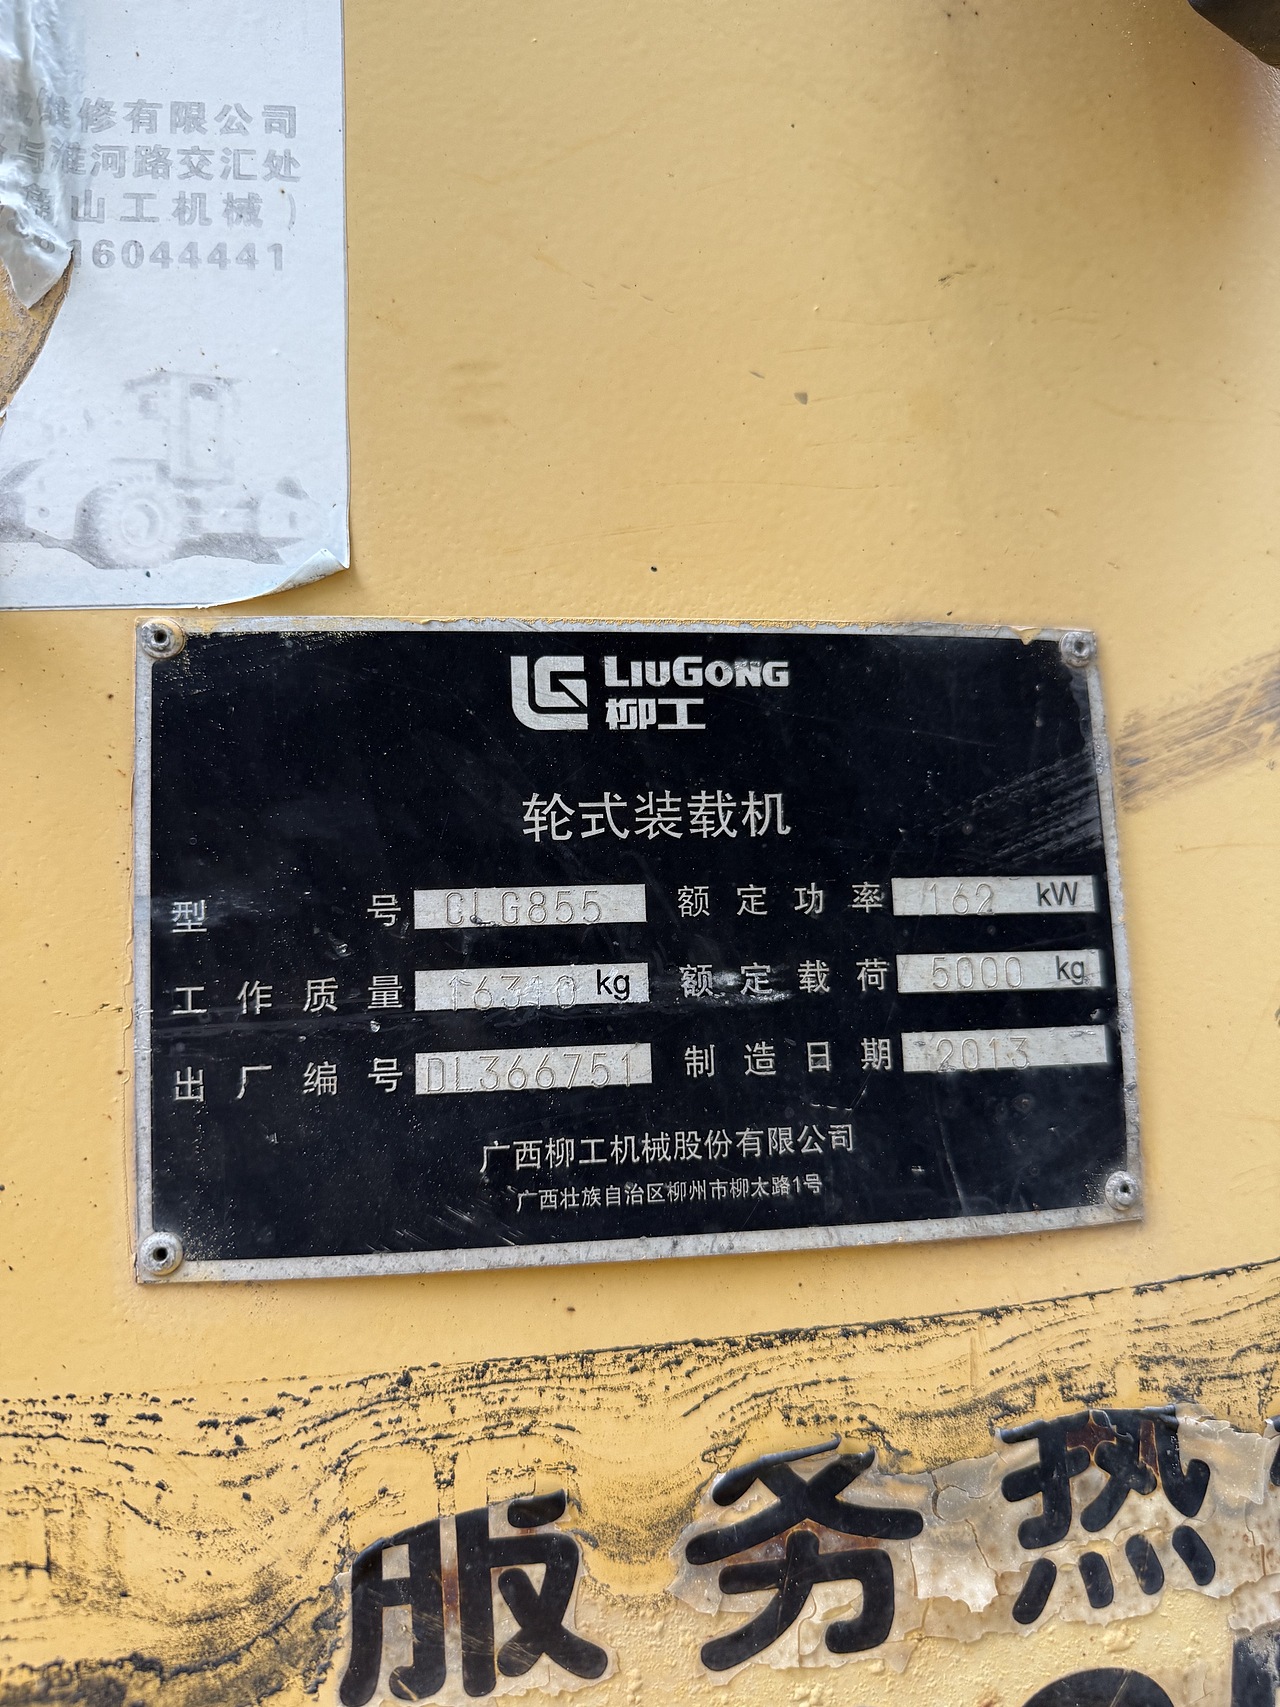 维修有限公司
与淮河路交汇处
山工机械)
16044441
LG LIUGONG
柳工
轮式装载机
型号 CLG855 额定功率 162 kW
工作质量 16310 kg 额定载荷 5000 kg
出厂编号 DL366751 制造日期 2013
广西柳工机械股份有限公司
广西壮族自治区柳州市柳太路1号
服务热